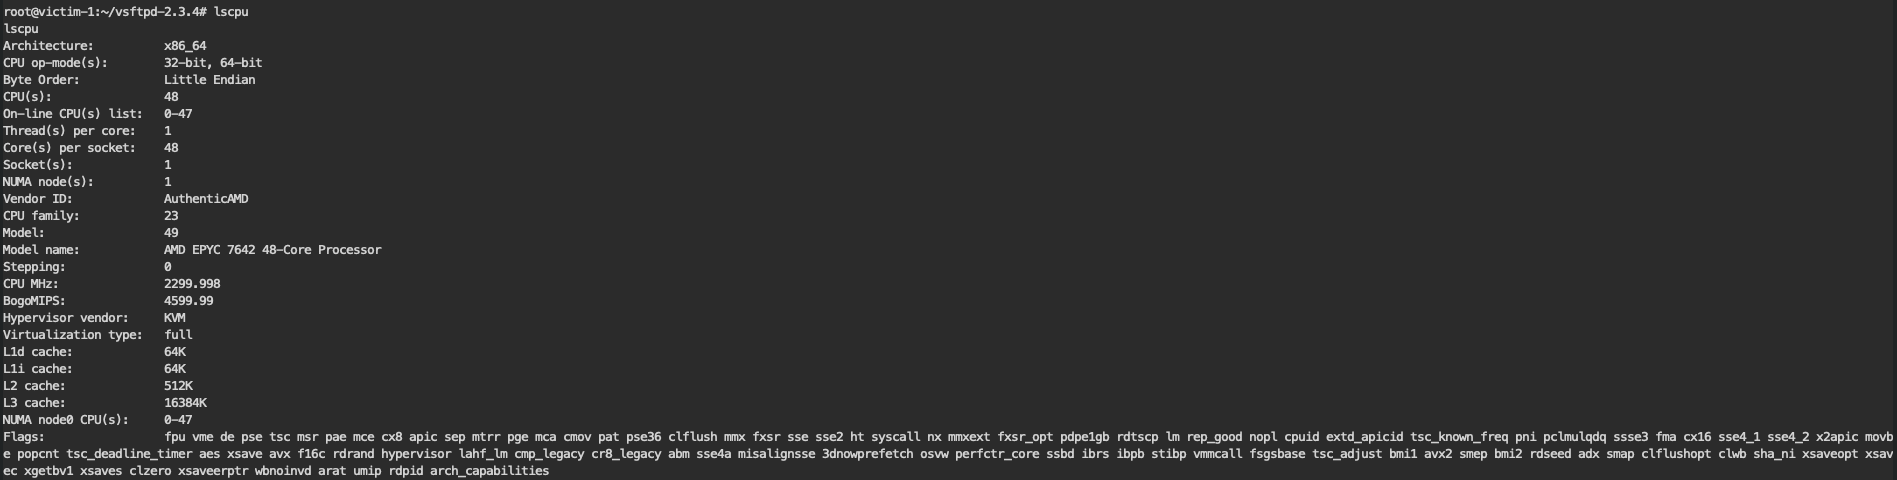 root@victim-1:~/vsftpd-2.3.4# lscpu
lscpu
Architecture:          x86_64
CPU op-mode(s):        32-bit, 64-bit
Byte Order:            Little Endian
CPU(s):                48
On-line CPU(s) list:   0-47
Thread(s) per core:    1
Core(s) per socket:    48
Socket(s):             1
NUMA node(s):          1
Vendor ID:             AuthenticAMD
CPU family:            23
Model:                 49
Model name:            AMD EPYC 7642 48-Core Processor
Stepping:              0
CPU MHz:               2299.998
BogoMIPS:              4599.99
Hypervisor vendor:     KVM
Virtualization type:   full
L1d cache:             64K
L1i cache:             64K
L2 cache:              512K
L3 cache:              16384K
NUMA node0 CPU(s):     0-47
Flags:                 fpu vme de pse tsc msr pae mce cx8 apic sep mtrr pge mca cmov pat pse36 clflush mmx fxsr sse sse2 ht syscall nx mmxext fxsr_opt pdpe1gb rdtscp lm rep_good nopl cpuid extd_apicid tsc_known_freq pni pclmulqdq ssse3 fma cx16 sse4_1 sse4_2 x2apic movb
e popcnt tsc_deadline_timer aes xsave avx f16c rdrand hypervisor lahf_lm cmp_legacy cr8_legacy abm sse4a misalignsse 3dnowprefetch osvw perfctr_core ssbd ibrs ibpb stibp vmmcall fsgsbase tsc_adjust bmi1 avx2 smep bmi2 rdseed adx smap clflushopt clwb sha_ni xsaveopt xsav
ec xgetbv1 xsaves clzero xsaveerptr wbnoinvd arat umip rdpid arch_capabilities